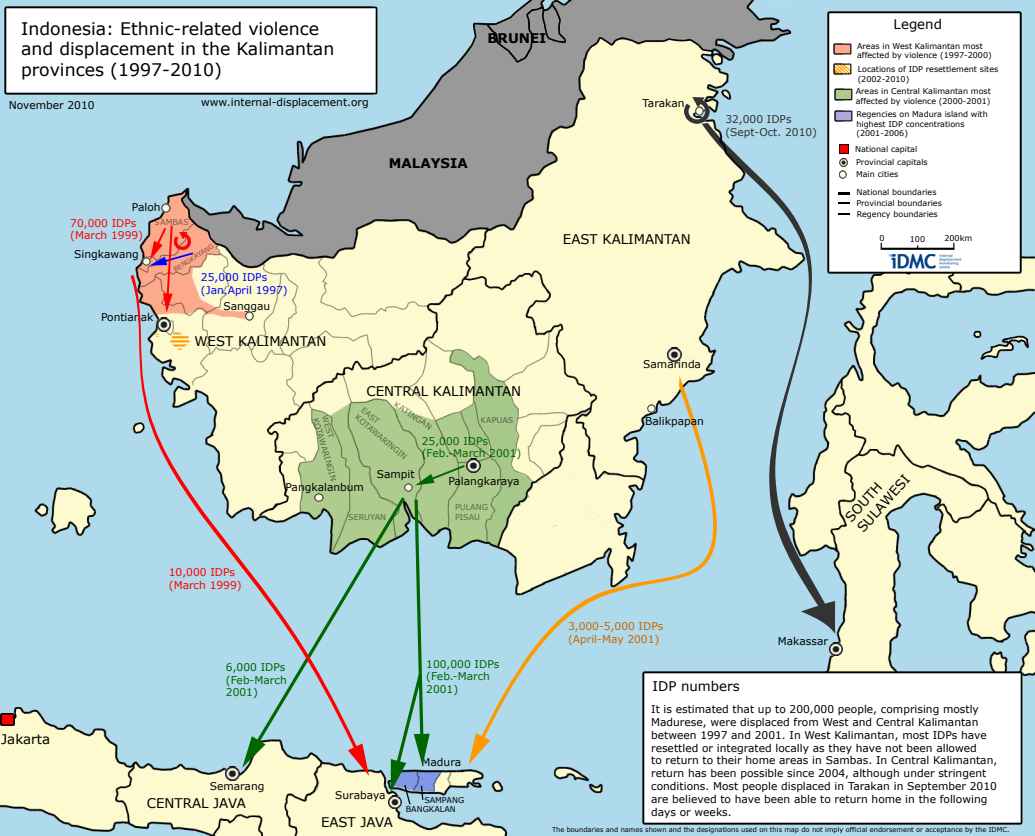 Indonesia: Ethnic-related violence
and displacement in the Kalimantan
provinces (1997-2010)
November 2010
www.internal-displacement.org
BRUNEI
MALAYSIA
Tarakan
32,000 IDPs
(Sept-Oct. 2010)
Legend
Areas in West Kalimantan most
affected by violence (1997-2000)
Locations of IDP resettlement sites
(2002-2010)
Areas in Central Kalimantan most
affected by violence (2000-2001)
Regencies on Madura island with
highest IDP concentrations
(2001-2006)
National capital
Provincial capitals
Main cities
National boundaries
Provincial boundaries
Regency boundaries
0 100 200km
iDMC
internal
displacement
monitoring
centre
Paloh
SAMBAS
70,000 IDPs
(March 1999)
Singkawang
BENGKAYANG
25,000 IDPs
(Jan,April 1997)
Sanggau
Pontianak
WEST KALIMANTAN
EAST KALIMANTAN
Samarinda
Balikpapan
CENTRAL KALIMANTAN
WEST
KOTAWARINGIN
EAST
KOTAWARINGIN
KATINGAN
KAPUAS
25,000 IDPs
(Feb.-March 2001)
Sampit
Palangkaraya
Pangkalanbum
SERUYAN
PULANG
PISAU
SOUTH
SULAWESI
10,000 IDPs
(March 1999)
6,000 IDPs
(Feb-March
2001)
100,000 IDPs
(Feb.-March
2001)
3,000-5,000 IDPs
(April-May 2001)
Makassar
Jakarta
Semarang
CENTRAL JAVA
Surabaya
EAST JAVA
Madura
SAMPANG
BANGKALAN
IDP numbers
It is estimated that up to 200,000 people, comprising mostly
Madurese, were displaced from West and Central Kalimantan
between 1997 and 2001. In West Kalimantan, most IDPs have
resettled or integrated locally as they have not been allowed
to return to their home areas in Sambas. In Central Kalimantan,
return has been possible since 2004, although under stringent
conditions. Most people displaced in Tarakan in September 2010
are believed to have been able to return home in the following
days or weeks.
The boundaries and names shown and the designations used on this map do not imply official endorsement or acceptance by the IDMC.